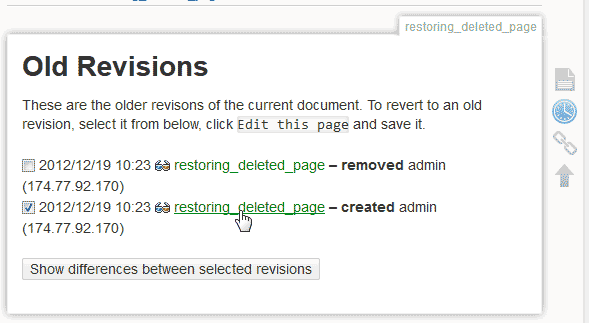 restoring_deleted_page
Old Revisions
These are the older revisons of the current document. To revert to an old
revision, select it from below, click Edit this page and save it.
2012/12/19 10:23 restoring_deleted_page – removed admin
(174.77.92.170)
2012/12/19 10:23 restoring_deleted_page – created admin
(174.77.92.170)
Show differences between selected revisions